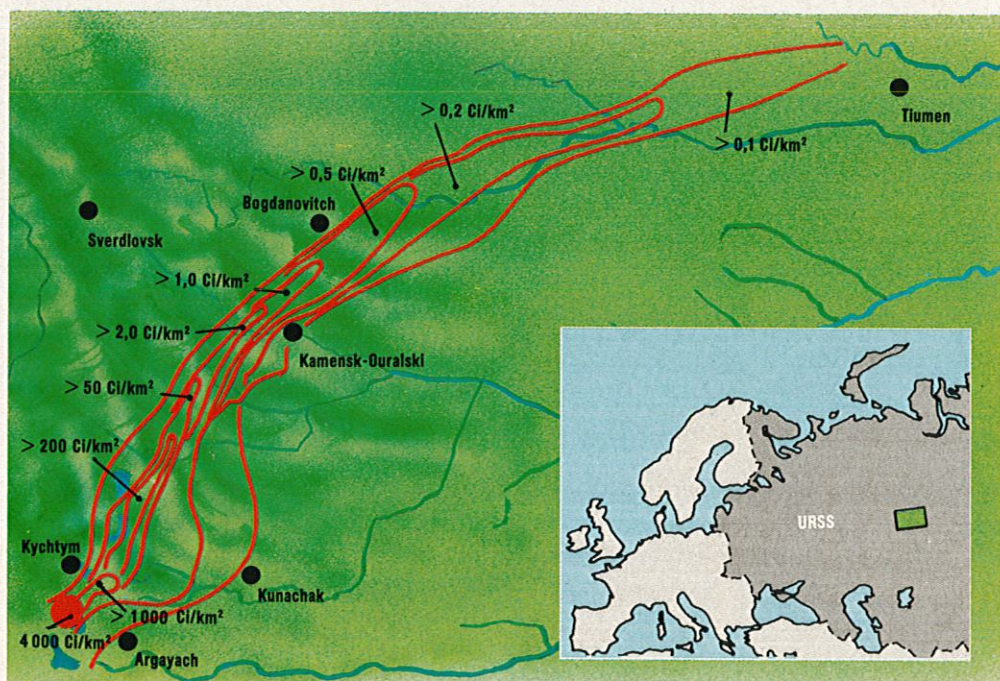 > 0,2 Ci/km²
Tiumen
> 0,1 Ci/km²
> 0,5 Ci/km²
Bogdanovitch
Sverdlovsk
> 1,0 Ci/km²
> 2,0 Ci/km²
Kamensk-Ouralski
> 50 Ci/km²
> 200 Ci/km²
URSS
Kychtym
Kunachak
> 1000 Ci/km²
4 000 Ci/km²
Argayach